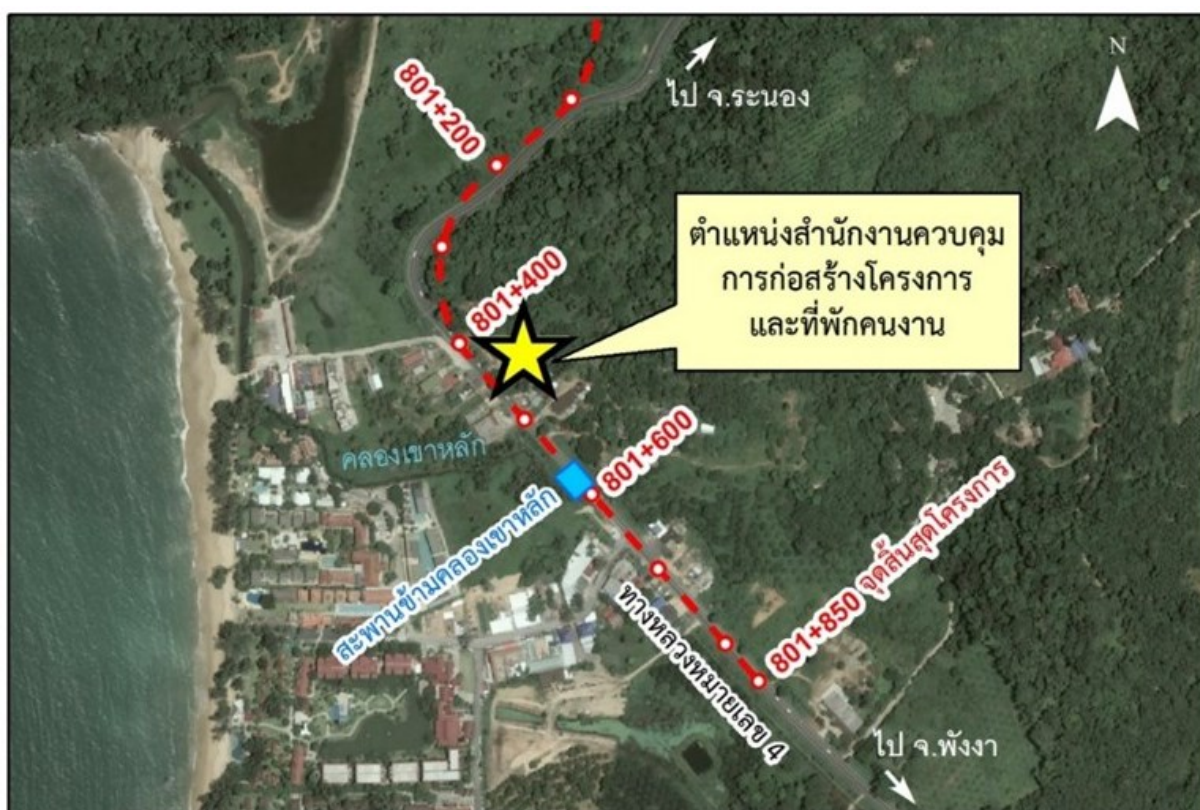 N
ไป จ.ระนอง
801+200
ตำแหน่งสำนักงานควบคุม
การก่อสร้างโครงการ
และที่พักคนงาน
801+400
คลองเขาหลัก
801+600
สะพานข้ามคลองเขาหลัก
801+850 จุดสิ้นสุดโครงการ
ทางหลวงหมายเลข 4
ไป จ.พังงา